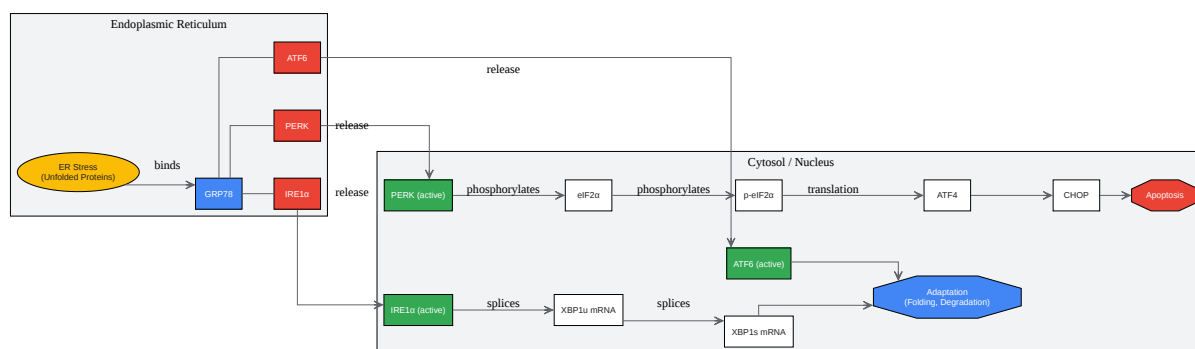 Endoplasmic Reticulum
ATF6
release
PERK
release
ER Stress
(Unfolded Proteins)
binds
GRP78
IRE1α
release
Cytosol / Nucleus
PERK (active)
phosphorylates
eIF2α
phosphorylates
p-eIF2α
translation
ATF4
CHOP
Apoptosis
ATF6 (active)
Adaptation
(Folding, Degradation)
IRE1α (active)
splices
XBP1u mRNA
splices
XBP1s mRNA